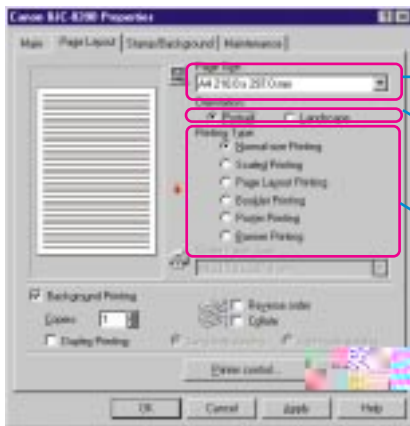 Canon BJC-8200 Properties
Main Page Layout Stamp/Background Maintenance
Page Size:
A4 210.0 x 297.0 mm
Orientation:
Portrait Landscape
Printing Type:
Normal-size Printing
Scaled Printing
Page Layout Printing
Booklet Printing
Poster Printing
Banner Printing
Background Printing
Copies: 1
Reverse order
Collate
Duplex Printing
Printer control...
OK Cancel Apply Help